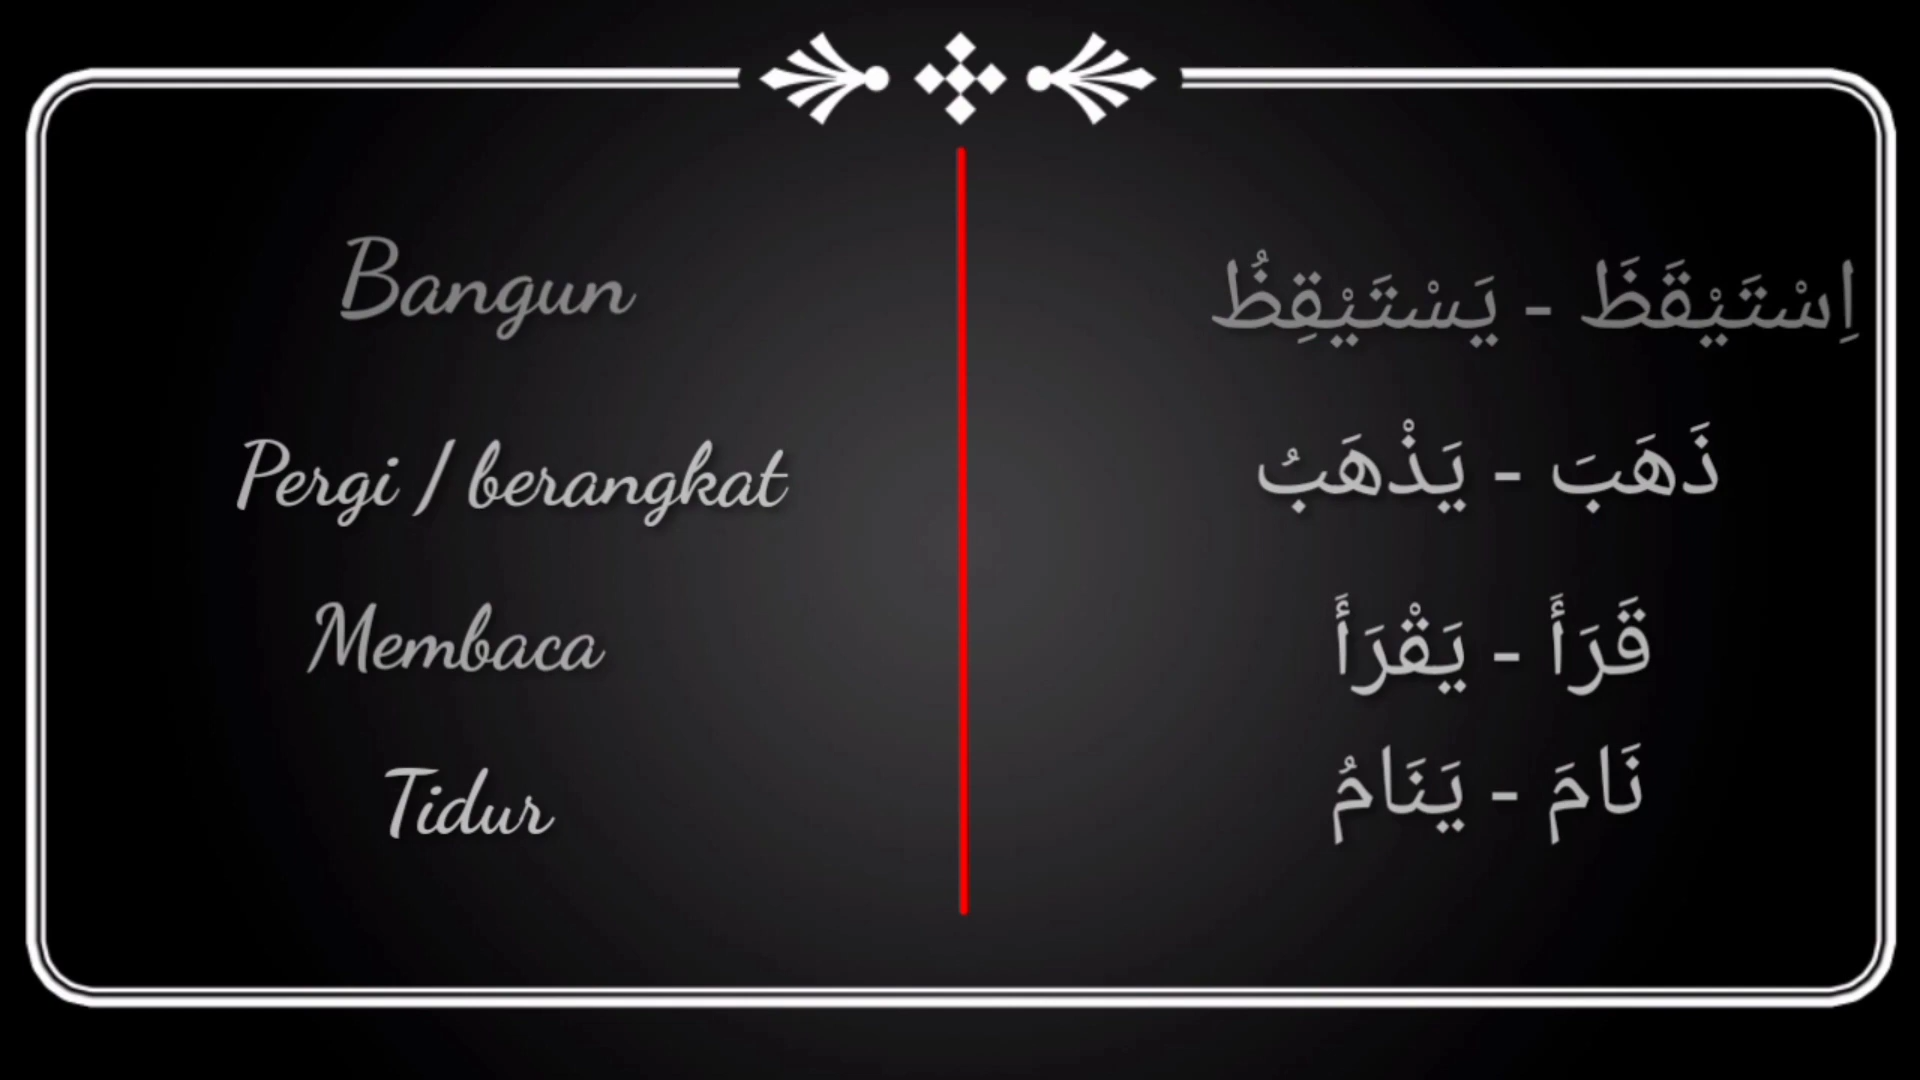 Bangun
اِسْتَيْقَظَ - يَسْتَيْقِظُ
Pergi / berangkat
ذَهَبَ - يَذْهَبُ
Membaca
قَرَأَ - يَقْرَأَ
Tidur
نَامَ - يَنَامُ